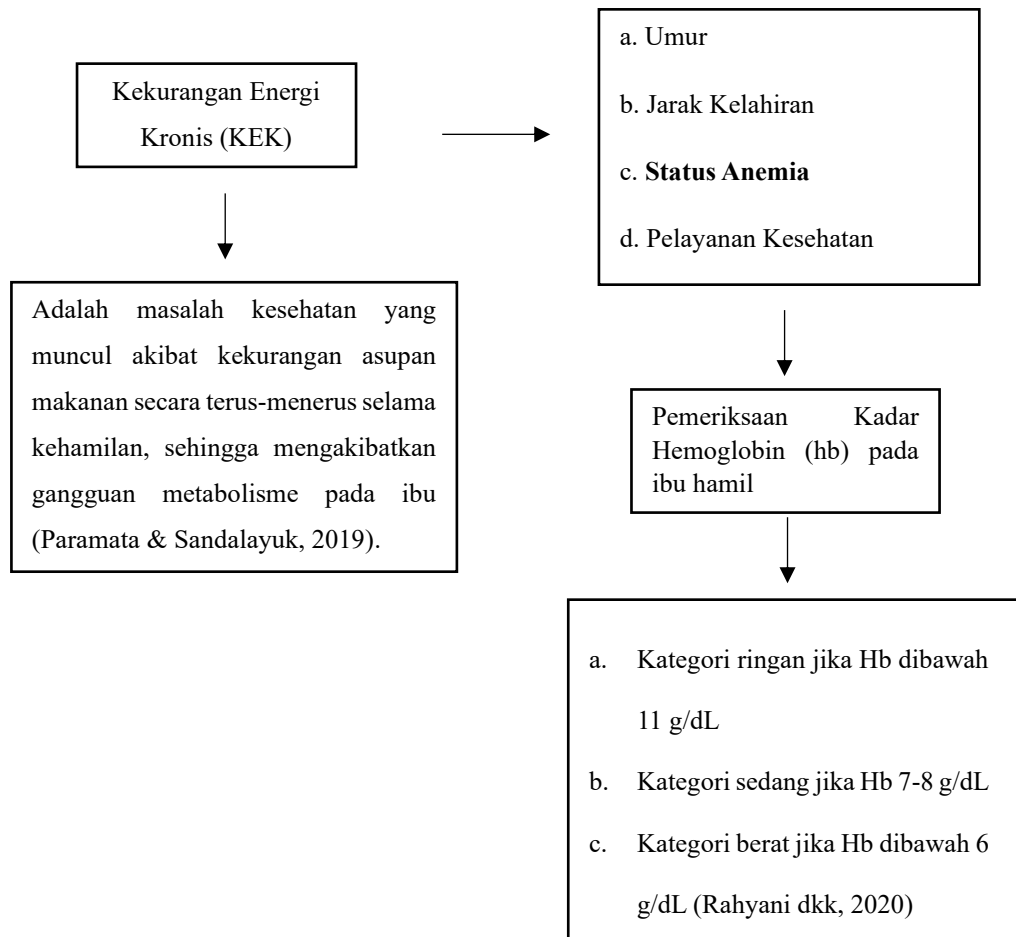 Kekurangan Energi
Kronis (KEK)
a. Umur
b. Jarak Kelahiran
c. Status Anemia
d. Pelayanan Kesehatan
Adalah masalah kesehatan yang
muncul akibat kekurangan asupan
makanan secara terus-menerus selama
kehamilan, sehingga mengakibatkan
gangguan metabolisme pada ibu
(Paramata & Sandalayuk, 2019).
Pemeriksaan Kadar
Hemoglobin (hb) pada
ibu hamil
a. Kategori ringan jika Hb dibawah
11 g/dL
b. Kategori sedang jika Hb 7-8 g/dL
c. Kategori berat jika Hb dibawah 6
g/dL (Rahyani dkk, 2020)